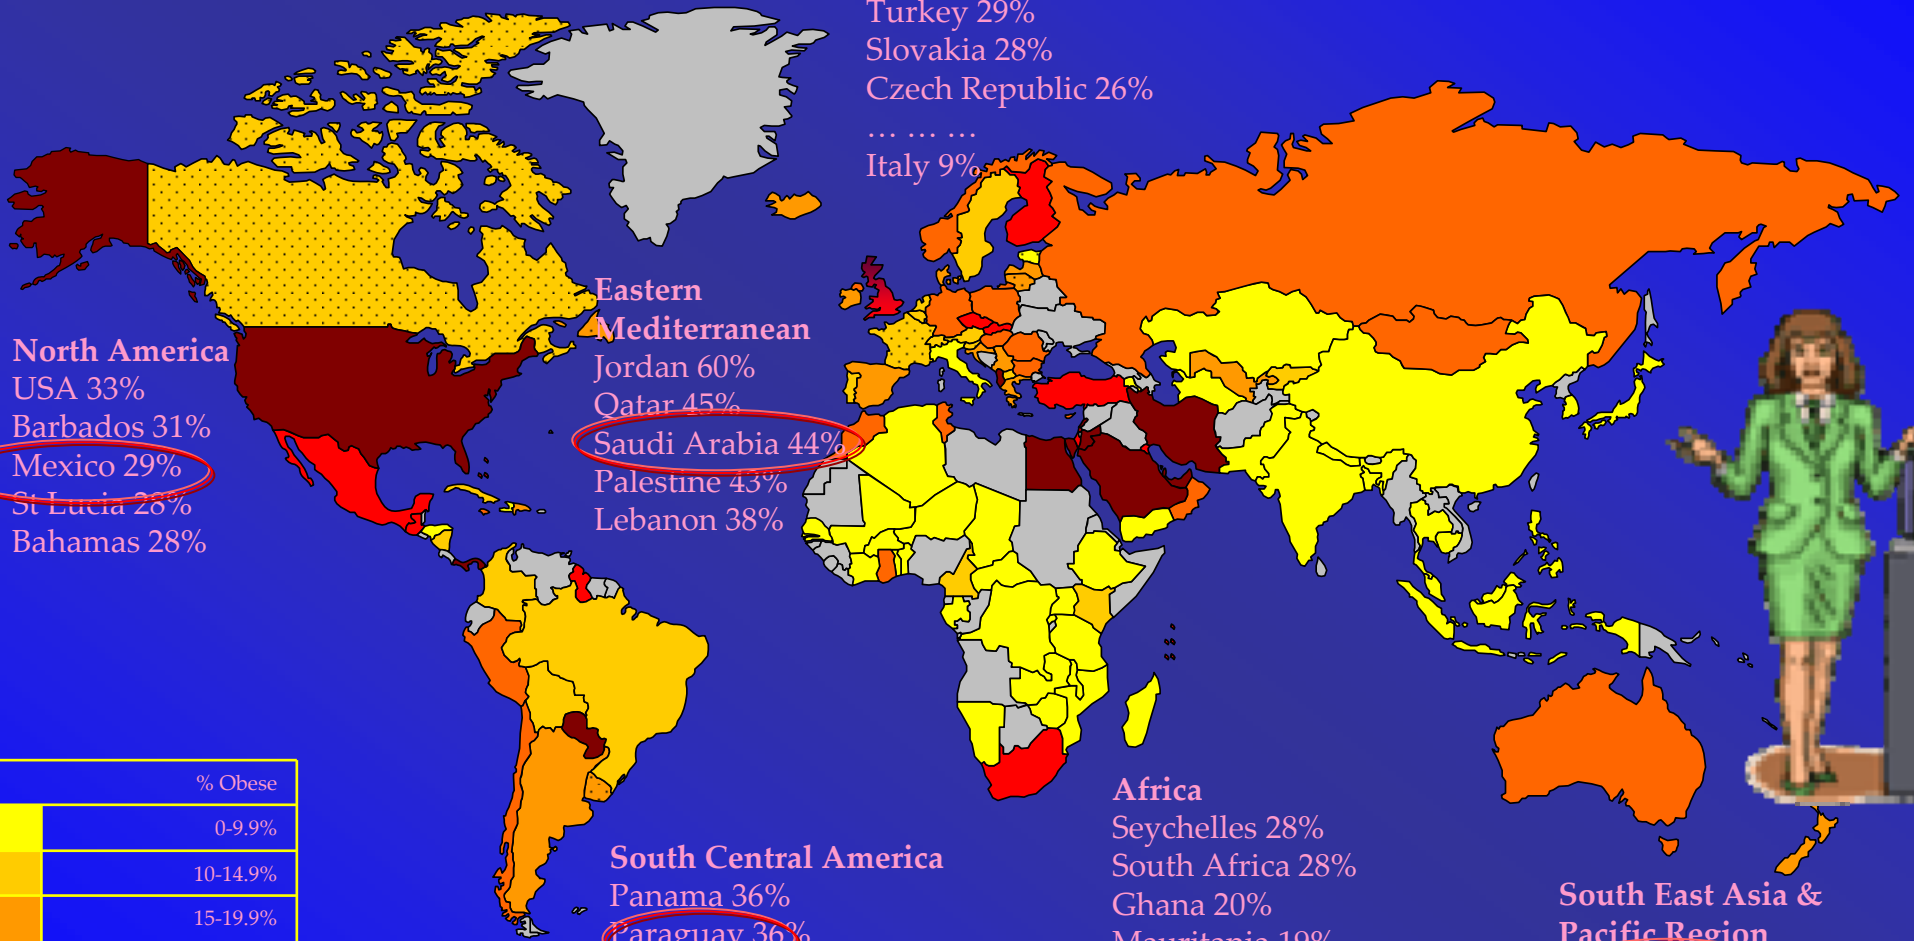 Turkey 29%
Slovakia 28%
Czech Republic 26%
… … …
Italy 9%
Eastern
Mediterranean
Jordan 60%
Qatar 45%
Saudi Arabia 44%
Palestine 43%
Lebanon 38%
North America
USA 33%
Barbados 31%
Mexico 29%
St Lucia 28%
Bahamas 28%
% Obese
0-9.9%
10-14.9%
15-19.9%
South Central America
Panama 36%
Paraguay 36%
Africa
Seychelles 28%
South Africa 28%
Ghana 20%
Mauritania 19%
South East Asia &
Pacific Region